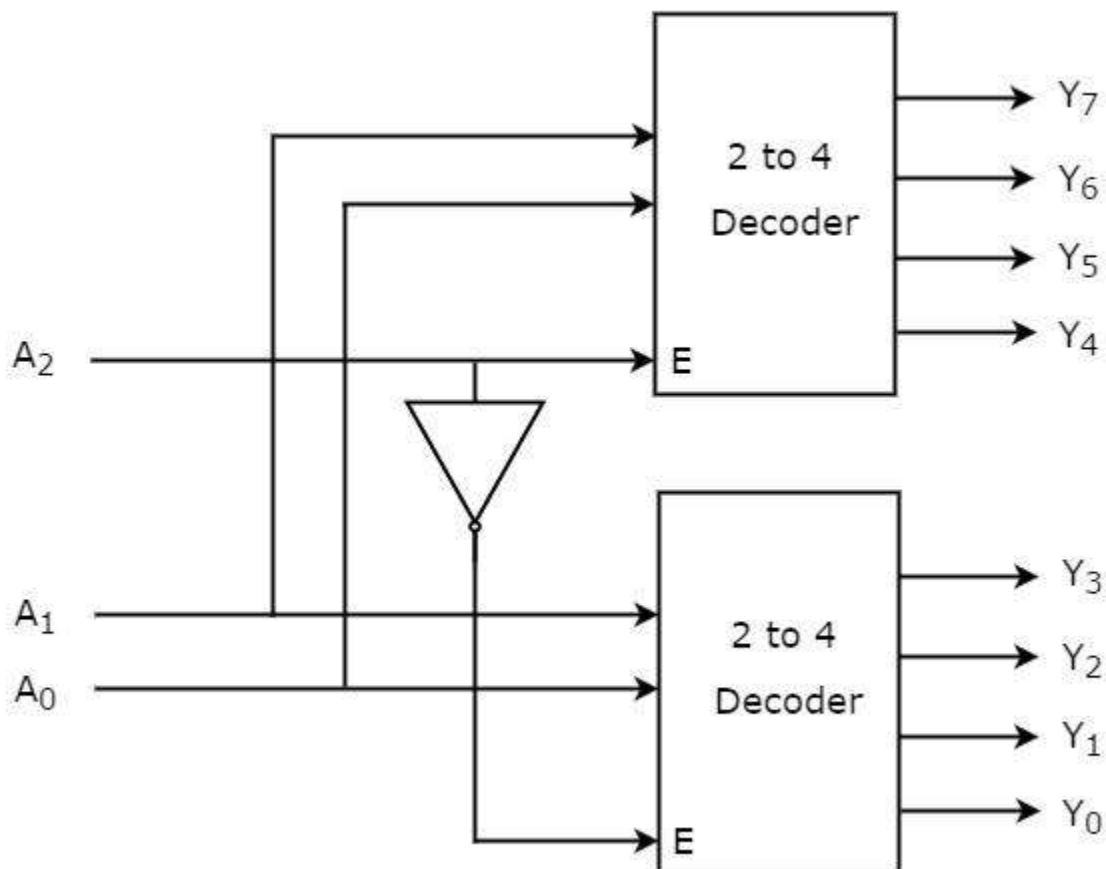 Y₇
2 to 4
Y₆
Decoder
Y₅
Y₄
A₂
E
Y₃
A₁
2 to 4
Y₂
A₀
Decoder
Y₁
Y₀
E